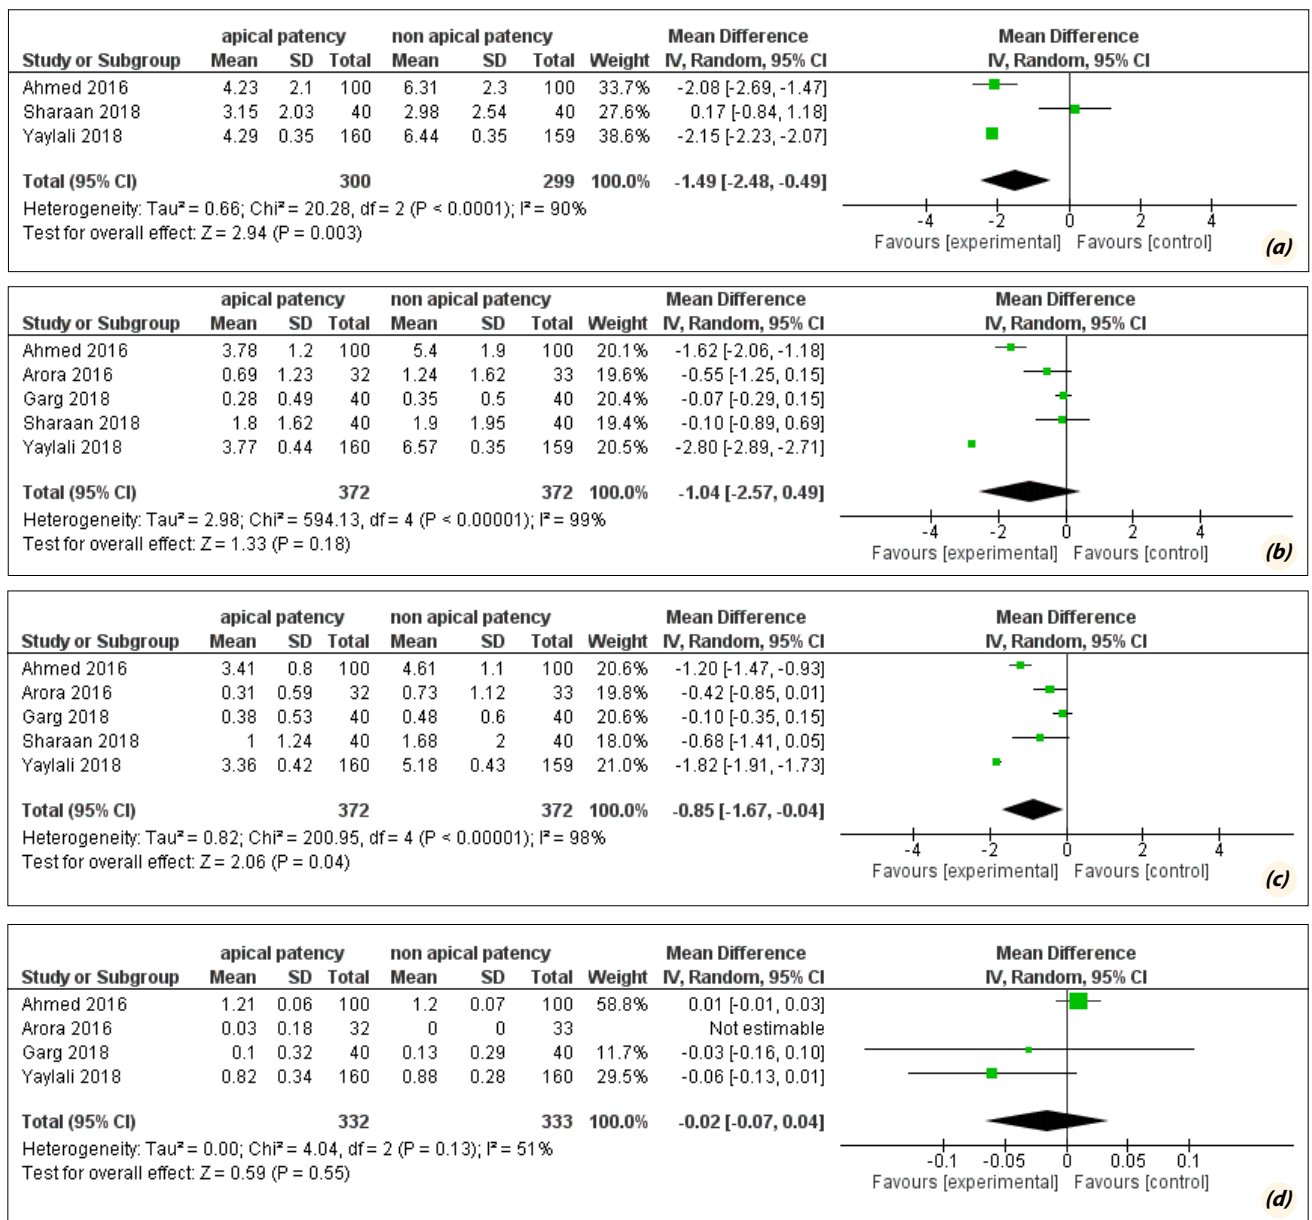 apical patency non apical patency Mean Difference Mean Difference
Study or Subgroup Mean SD Total Mean SD Total Weight IV, Random, 95% CI IV, Random, 95% CI
Ahmed 2016 4.23 2.1 100 6.31 2.3 100 33.7% -2.08 [-2.69, -1.47]
Sharaan 2018 3.15 2.03 40 2.98 2.54 40 27.6% 0.17 [-0.84, 1.18]
Yaylali 2018 4.29 0.35 160 6.44 0.35 159 38.6% -2.15 [-2.23, -2.07]
Total (95% CI) 300 299 100.0% -1.49 [-2.48, -0.49]
Heterogeneity: Tau² = 0.66; Chi² = 20.28, df = 2 (P < 0.0001); I² = 90%
Test for overall effect: Z = 2.94 (P = 0.003)
-4 -2 0 2 4
Favours [experimental] Favours [control]
(a)
apical patency non apical patency Mean Difference Mean Difference
Study or Subgroup Mean SD Total Mean SD Total Weight IV, Random, 95% CI IV, Random, 95% CI
Ahmed 2016 3.78 1.2 100 5.4 1.9 100 20.1% -1.62 [-2.06, -1.18]
Arora 2016 0.69 1.23 32 1.24 1.62 33 19.6% -0.55 [-1.25, 0.15]
Garg 2018 0.28 0.49 40 0.35 0.5 40 20.4% -0.07 [-0.29, 0.15]
Sharaan 2018 1.8 1.62 40 1.9 1.95 40 19.4% -0.10 [-0.89, 0.69]
Yaylali 2018 3.77 0.44 160 6.57 0.35 159 20.5% -2.80 [-2.89, -2.71]
Total (95% CI) 372 372 100.0% -1.04 [-2.57, 0.49]
Heterogeneity: Tau² = 2.98; Chi² = 594.13, df = 4 (P < 0.00001); I² = 99%
Test for overall effect: Z = 1.33 (P = 0.18)
-4 -2 0 2 4
Favours [experimental] Favours [control]
(b)
apical patency non apical patency Mean Difference Mean Difference
Study or Subgroup Mean SD Total Mean SD Total Weight IV, Random, 95% CI IV, Random, 95% CI
Ahmed 2016 3.41 0.8 100 4.61 1.1 100 20.6% -1.20 [-1.47, -0.93]
Arora 2016 0.31 0.59 32 0.73 1.12 33 19.8% -0.42 [-0.85, 0.01]
Garg 2018 0.38 0.53 40 0.48 0.6 40 20.6% -0.10 [-0.35, 0.15]
Sharaan 2018 1 1.24 40 1.68 2 40 18.0% -0.68 [-1.41, 0.05]
Yaylali 2018 3.36 0.42 160 5.18 0.43 159 21.0% -1.82 [-1.91, -1.73]
Total (95% CI) 372 372 100.0% -0.85 [-1.67, -0.04]
Heterogeneity: Tau² = 0.82; Chi² = 200.95, df = 4 (P < 0.00001); I² = 98%
Test for overall effect: Z = 2.06 (P = 0.04)
-4 -2 0 2 4
Favours [experimental] Favours [control]
(c)
apical patency non apical patency Mean Difference Mean Difference
Study or Subgroup Mean SD Total Mean SD Total Weight IV, Random, 95% CI IV, Random, 95% CI
Ahmed 2016 1.21 0.06 100 1.2 0.07 100 58.8% 0.01 [-0.01, 0.03]
Arora 2016 0.03 0.18 32 0 0 33 Not estimable
Garg 2018 0.1 0.32 40 0.13 0.29 40 11.7% -0.03 [-0.16, 0.10]
Yaylali 2018 0.82 0.34 160 0.88 0.28 160 29.5% -0.06 [-0.13, 0.01]
Total (95% CI) 332 333 100.0% -0.02 [-0.07, 0.04]
Heterogeneity: Tau² = 0.00; Chi² = 4.04, df = 2 (P = 0.13); I² = 51%
Test for overall effect: Z = 0.59 (P = 0.55)
-0.1 -0.05 0 0.05 0.1
Favours [experimental] Favours [control]
(d)